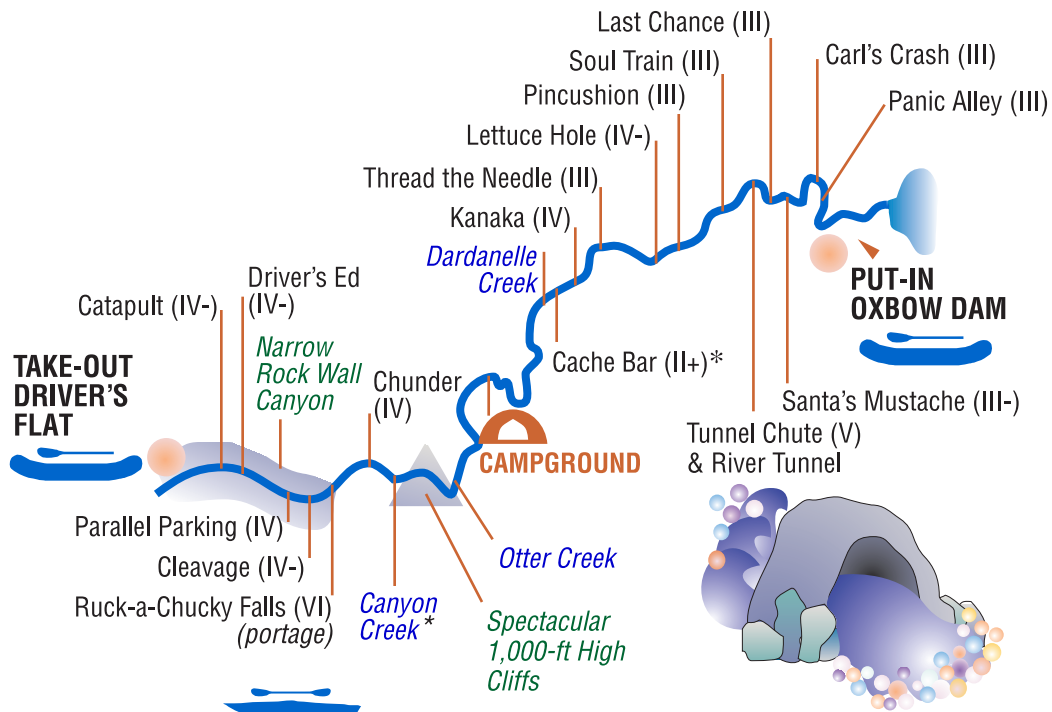 Last Chance (III)
Soul Train (III)
Carl's Crash (III)
Pincushion (III)
Panic Alley (III)
Lettuce Hole (IV-)
Thread the Needle (III)
Kanaka (IV)
Dardanelle
Creek
PUT-IN
OXBOW DAM
Driver's Ed
(IV-)
Catapult (IV-)
Narrow
Rock Wall
Canyon
TAKE-OUT
DRIVER'S
FLAT
Chunder
(IV)
Cache Bar (II+)*
Santa's Mustache (III-)
Tunnel Chute (V)
& River Tunnel
CAMPGROUND
Parallel Parking (IV)
Cleavage (IV-)
Ruck-a-Chucky Falls (VI)
(portage)
Canyon
Creek*
Otter Creek
Spectacular
1,000-ft High
Cliffs